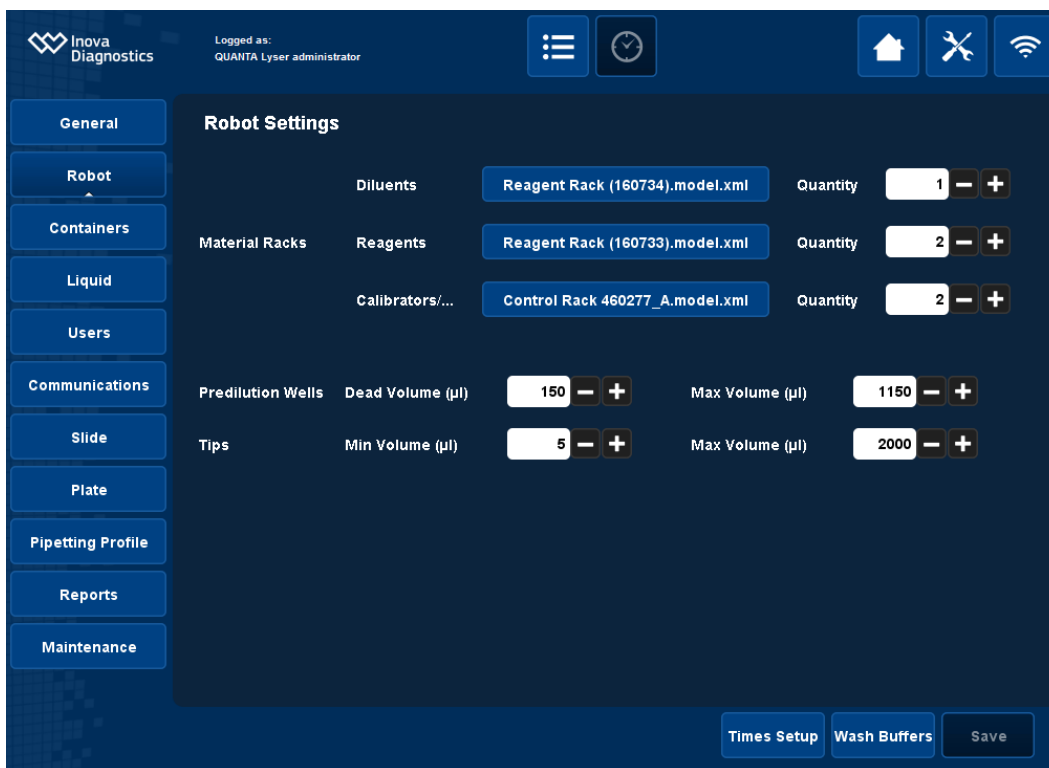 Inova
Diagnostics
Logged as:
QUANTA Lyser administrator
General
Robot
Containers
Liquid
Users
Communications
Slide
Plate
Pipetting Profile
Reports
Maintenance
Robot Settings
Diluents Reagent Rack (160734).model.xml Quantity 1 − +
Material Racks Reagents Reagent Rack (160733).model.xml Quantity 2 − +
Calibrators/... Control Rack 460277_A.model.xml Quantity 2 − +
Predilution Wells Dead Volume (µl) 150 − + Max Volume (µl) 1150 − +
Tips Min Volume (µl) 5 − + Max Volume (µl) 2000 − +
Times Setup Wash Buffers Save